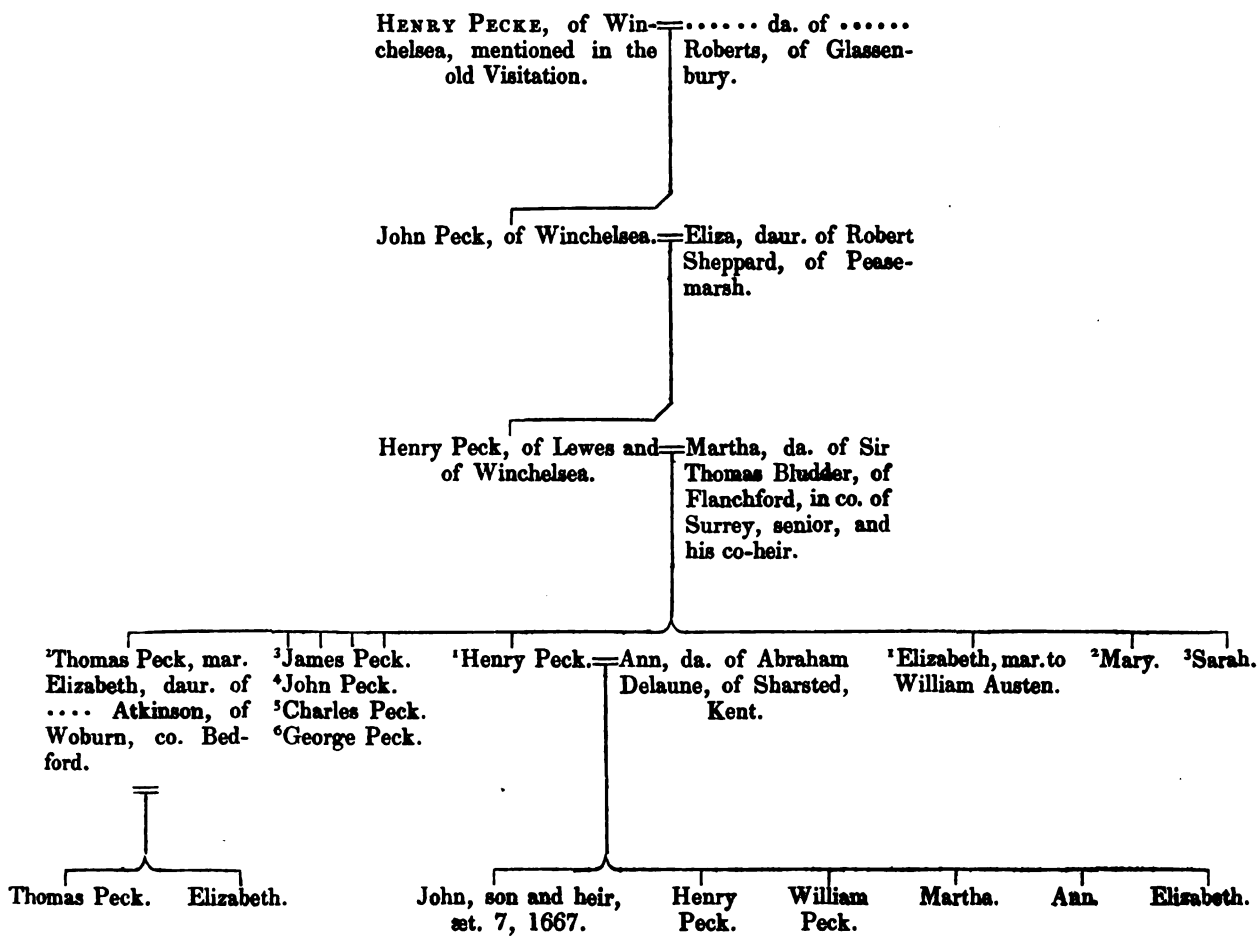 HENRY PECKE, of Win-
chelsea, mentioned in the
old Visitation.
...... da. of ......
Roberts, of Glassen-
bury.
John Peck, of Winchelsea.
Eliza, daur. of Robert
Sheppard, of Pease-
marsh.
Henry Peck, of Lewes and
of Winchelsea.
Martha, da. of Sir
Thomas Bludder, of
Flanchford, in co. of
Surrey, senior, and
his co-heir.
²Thomas Peck, mar.
Elizabeth, daur. of
.... Atkinson, of
Woburn, co. Bed-
ford.
³James Peck.
⁴John Peck.
⁵Charles Peck.
⁶George Peck.
¹Henry Peck.
Ann, da. of Abraham
Delaune, of Sharsted,
Kent.
¹Elizabeth, mar. to
William Austen.
²Mary.
³Sarah.
Thomas Peck.
Elizabeth.
John, son and heir,
æt. 7, 1667.
Henry
Peck.
William
Peck.
Martha.
Ann.
Elizabeth.